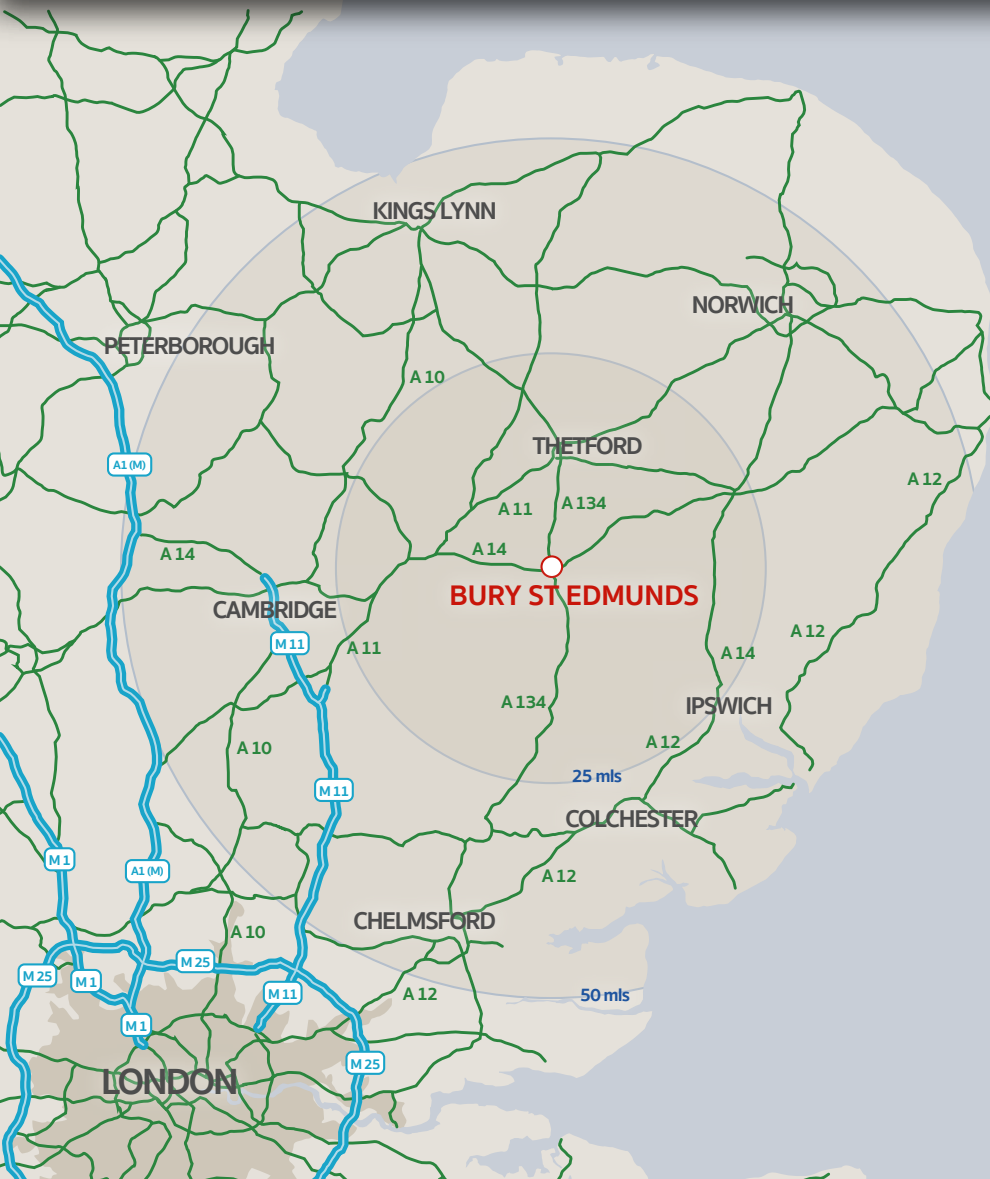 KINGS LYNN
NORWICH
PETERBOROUGH
A 10
THETFORD
A1 (M)
A 12
A 11
A 134
A 14
A 14
BURY ST EDMUNDS
CAMBRIDGE
A 12
M 11
A 11
A 14
A 134
IPSWICH
A 12
A 10
25 mls
M 11
COLCHESTER
M 1
A1 (M)
A 12
CHELMSFORD
A 10
M 25
M 25
M 1
M 11
A 12
50 mls
M 1
M 25
LONDON